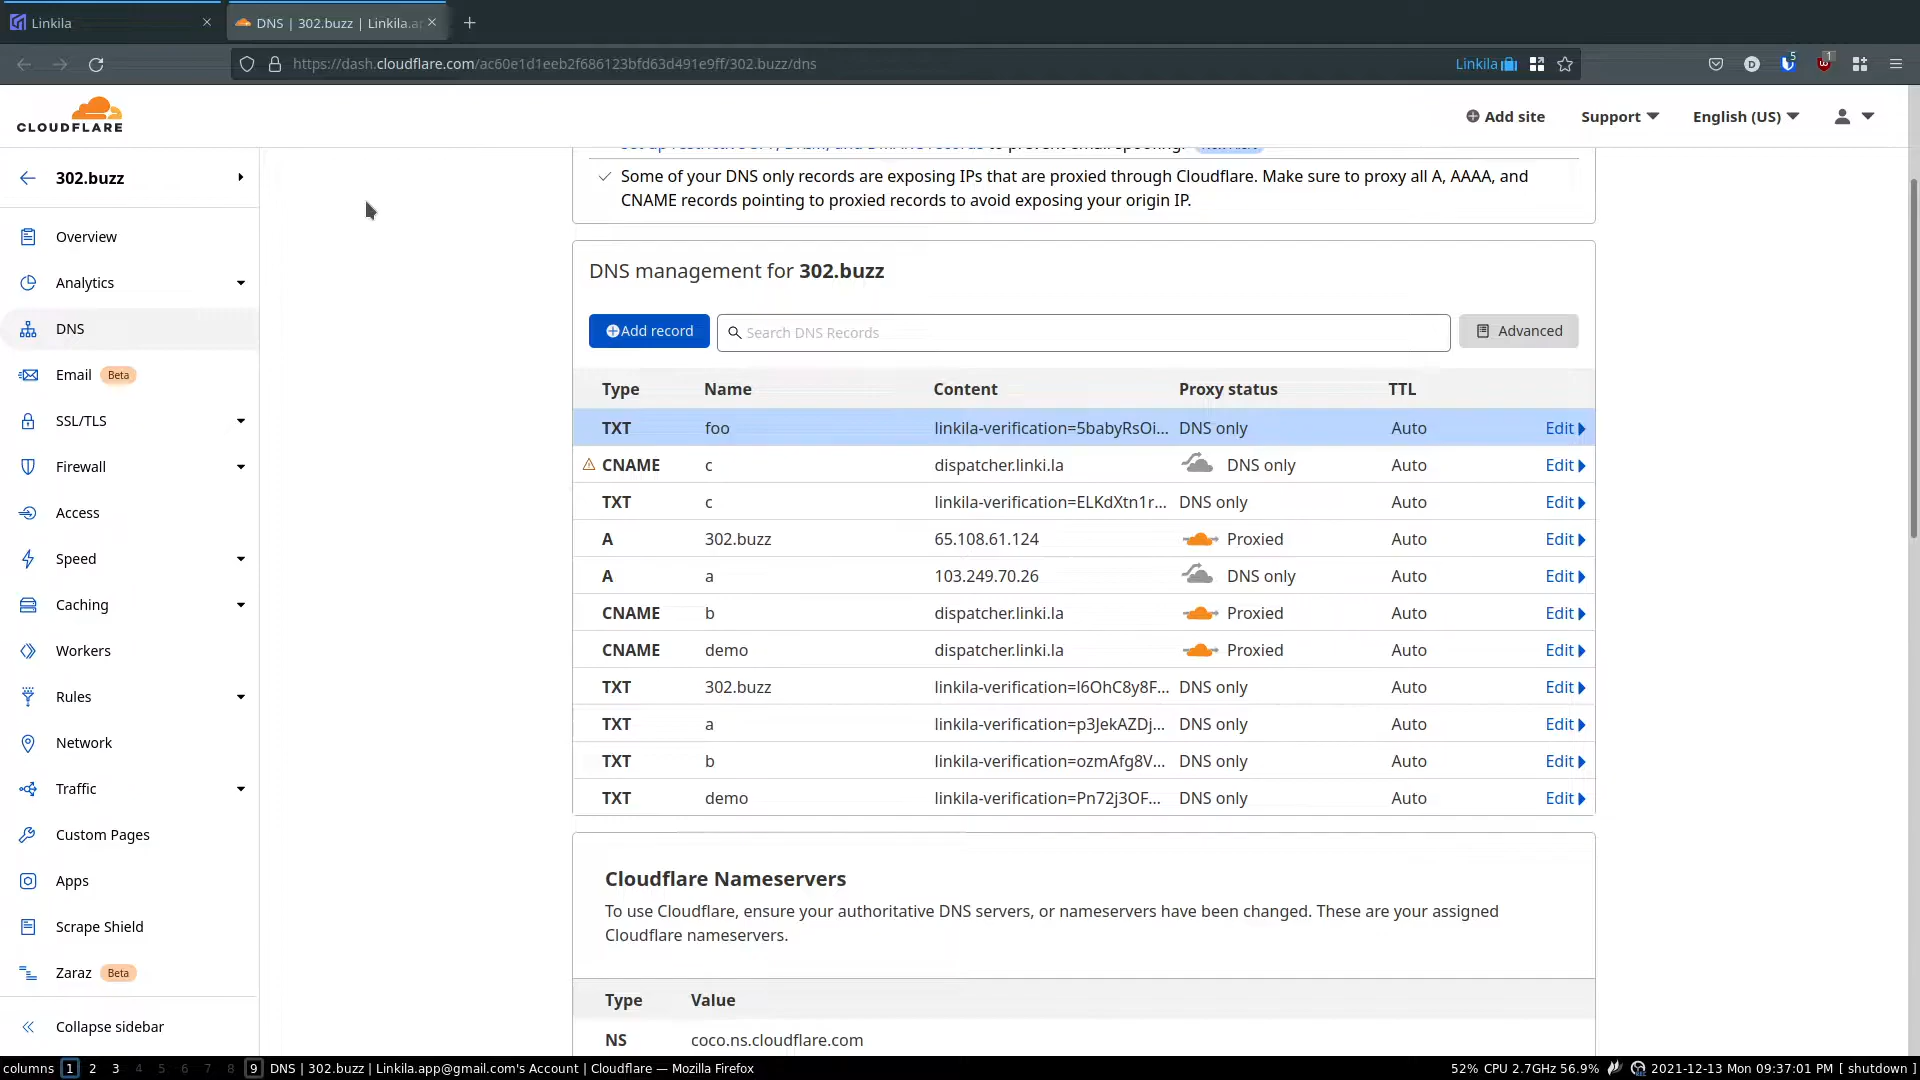 Linkila
DNS | 302.buzz | Linkila.a
https://dash.cloudflare.com/ac60e1d1eeb2f686123bfd63d491e9ff/302.buzz/dns
Linkila
5
1
CLOUDFLARE
Add site
Support
English (US)
302.buzz
Overview
Analytics
DNS
Email Beta
SSL/TLS
Firewall
Access
Speed
Caching
Workers
Rules
Network
Traffic
Custom Pages
Apps
Scrape Shield
Zaraz Beta
Collapse sidebar
Some of your DNS only records are exposing IPs that are proxied through Cloudflare. Make sure to proxy all A, AAAA, and
CNAME records pointing to proxied records to avoid exposing your origin IP.
DNS management for 302.buzz
Add record
Search DNS Records
Advanced
Type Name Content Proxy status TTL
TXT foo linkila-verification=5babyRsOi... DNS only Auto Edit
CNAME c dispatcher.linki.la DNS only Auto Edit
TXT c linkila-verification=ELKdXtn1r... DNS only Auto Edit
A 302.buzz 65.108.61.124 Proxied Auto Edit
A a 103.249.70.26 DNS only Auto Edit
CNAME b dispatcher.linki.la Proxied Auto Edit
CNAME demo dispatcher.linki.la Proxied Auto Edit
TXT 302.buzz linkila-verification=l6OhC8y8F... DNS only Auto Edit
TXT a linkila-verification=p3JekAZDj... DNS only Auto Edit
TXT b linkila-verification=ozmAfg8V... DNS only Auto Edit
TXT demo linkila-verification=Pn72j3OF... DNS only Auto Edit
Cloudflare Nameservers
To use Cloudflare, ensure your authoritative DNS servers, or nameservers have been changed. These are your assigned
Cloudflare nameservers.
Type Value
NS coco.ns.cloudflare.com
columns 1 2 3 4 5 6 7 8 9 DNS | 302.buzz | Linkila.app@gmail.com's Account | Cloudflare — Mozilla Firefox
52% CPU 2.7GHz 56.9% 2021-12-13 Mon 09:37:01 PM [ shutdown ]